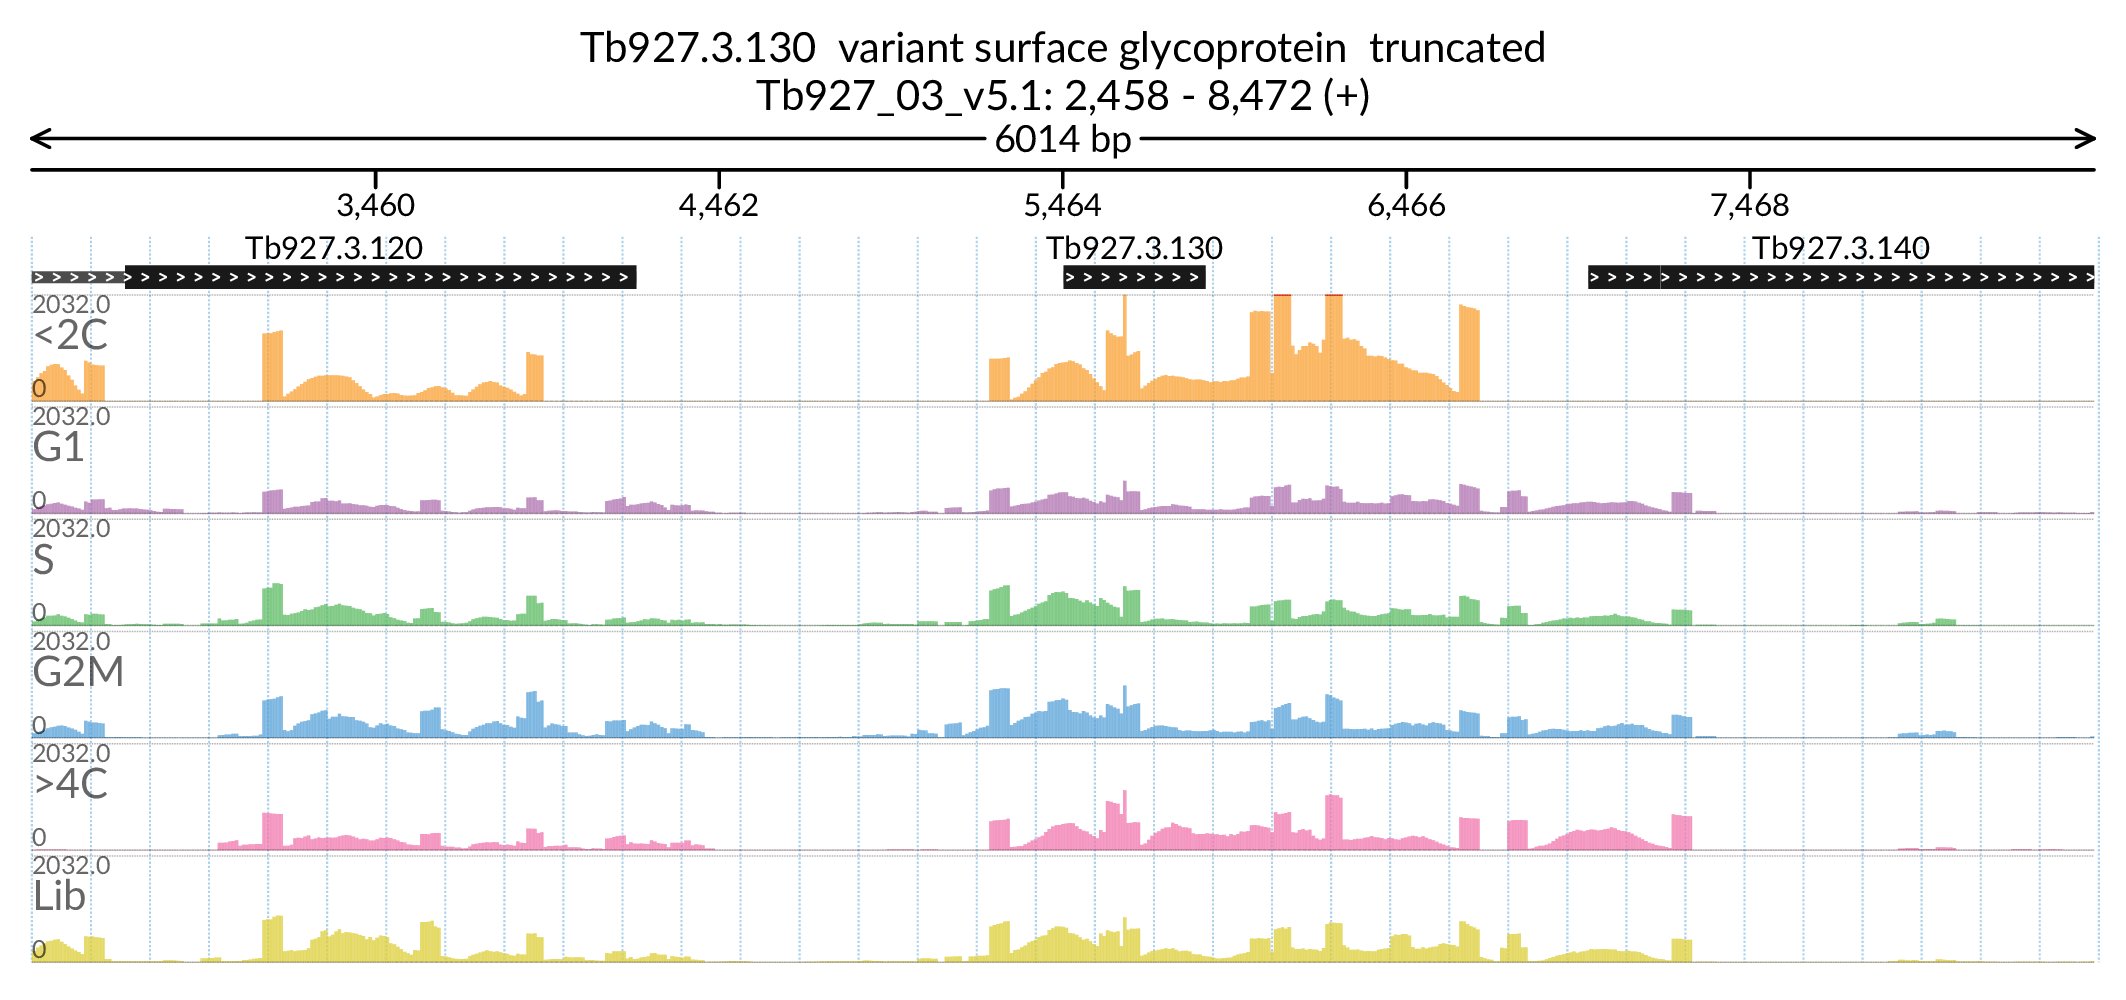 Tb927.3.130 variant surface glycoprotein truncated
Tb927_03_v5.1: 2,458 - 8,472 (+)
6014 bp
3,460 4,462 5,464 6,466 7,468
Tb927.3.120 Tb927.3.130 Tb927.3.140
2032.0
<2C
0
2032.0
G1
0
2032.0
S
0
2032.0
G2M
0
2032.0
>4C
0
2032.0
Lib
0